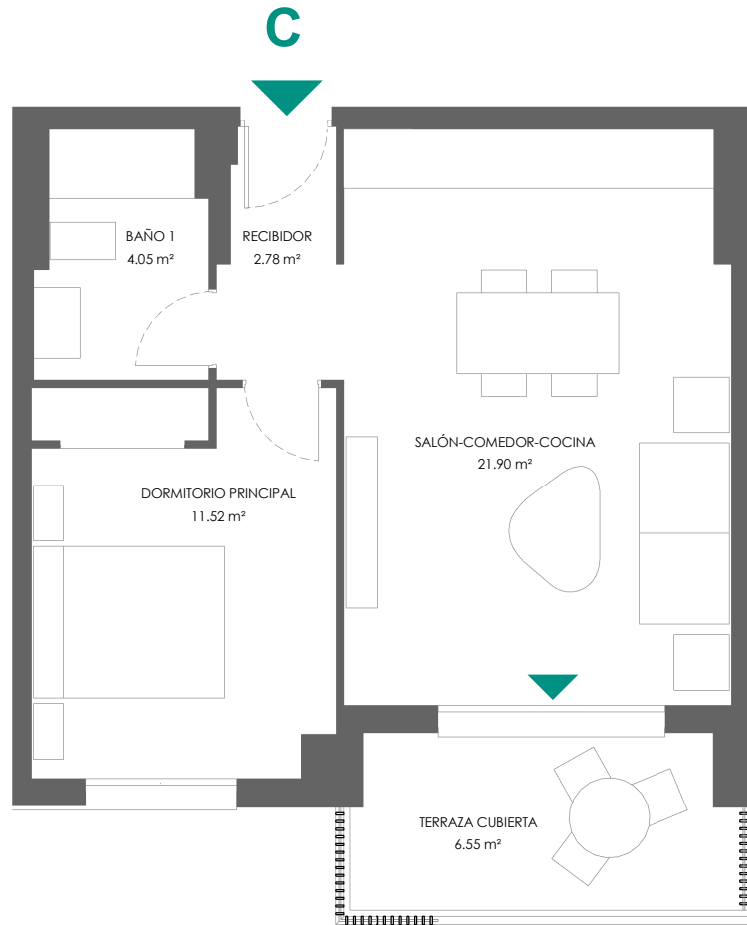 C
BAÑO 1
4.05 m²
RECIBIDOR
2.78 m²
SALÓN-COMEDOR-COCINA
21.90 m²
DORMITORIO PRINCIPAL
11.52 m²
TERRAZA CUBIERTA
6.55 m²